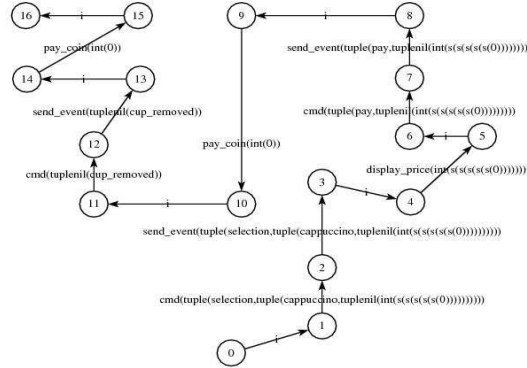 16 i 15 9 i 8
pay_coin(int(0)) send_event(tuple(pay,tuplenil(int(s(s(s(s(s(0))))))))
14 i 13 7
send_event(tuplenil(cup_removed)) cmd(tuple(pay,tuplenil(int(s(s(s(s(s(0)))))))))
12 6 i 5
pay_coin(int(0))
cmd(tuplenil(cup_removed)) display_price(int(s(s(s(s(s(0)))))))
3 i 4
11 i 10
send_event(tuple(selection,tuple(cappuccino,tuplenil(int(s(s(s(s(s(0))))))))))
2
cmd(tuple(selection,tuple(cappuccino,tuplenil(int(s(s(s(s(s(0))))))))))
1
0 i